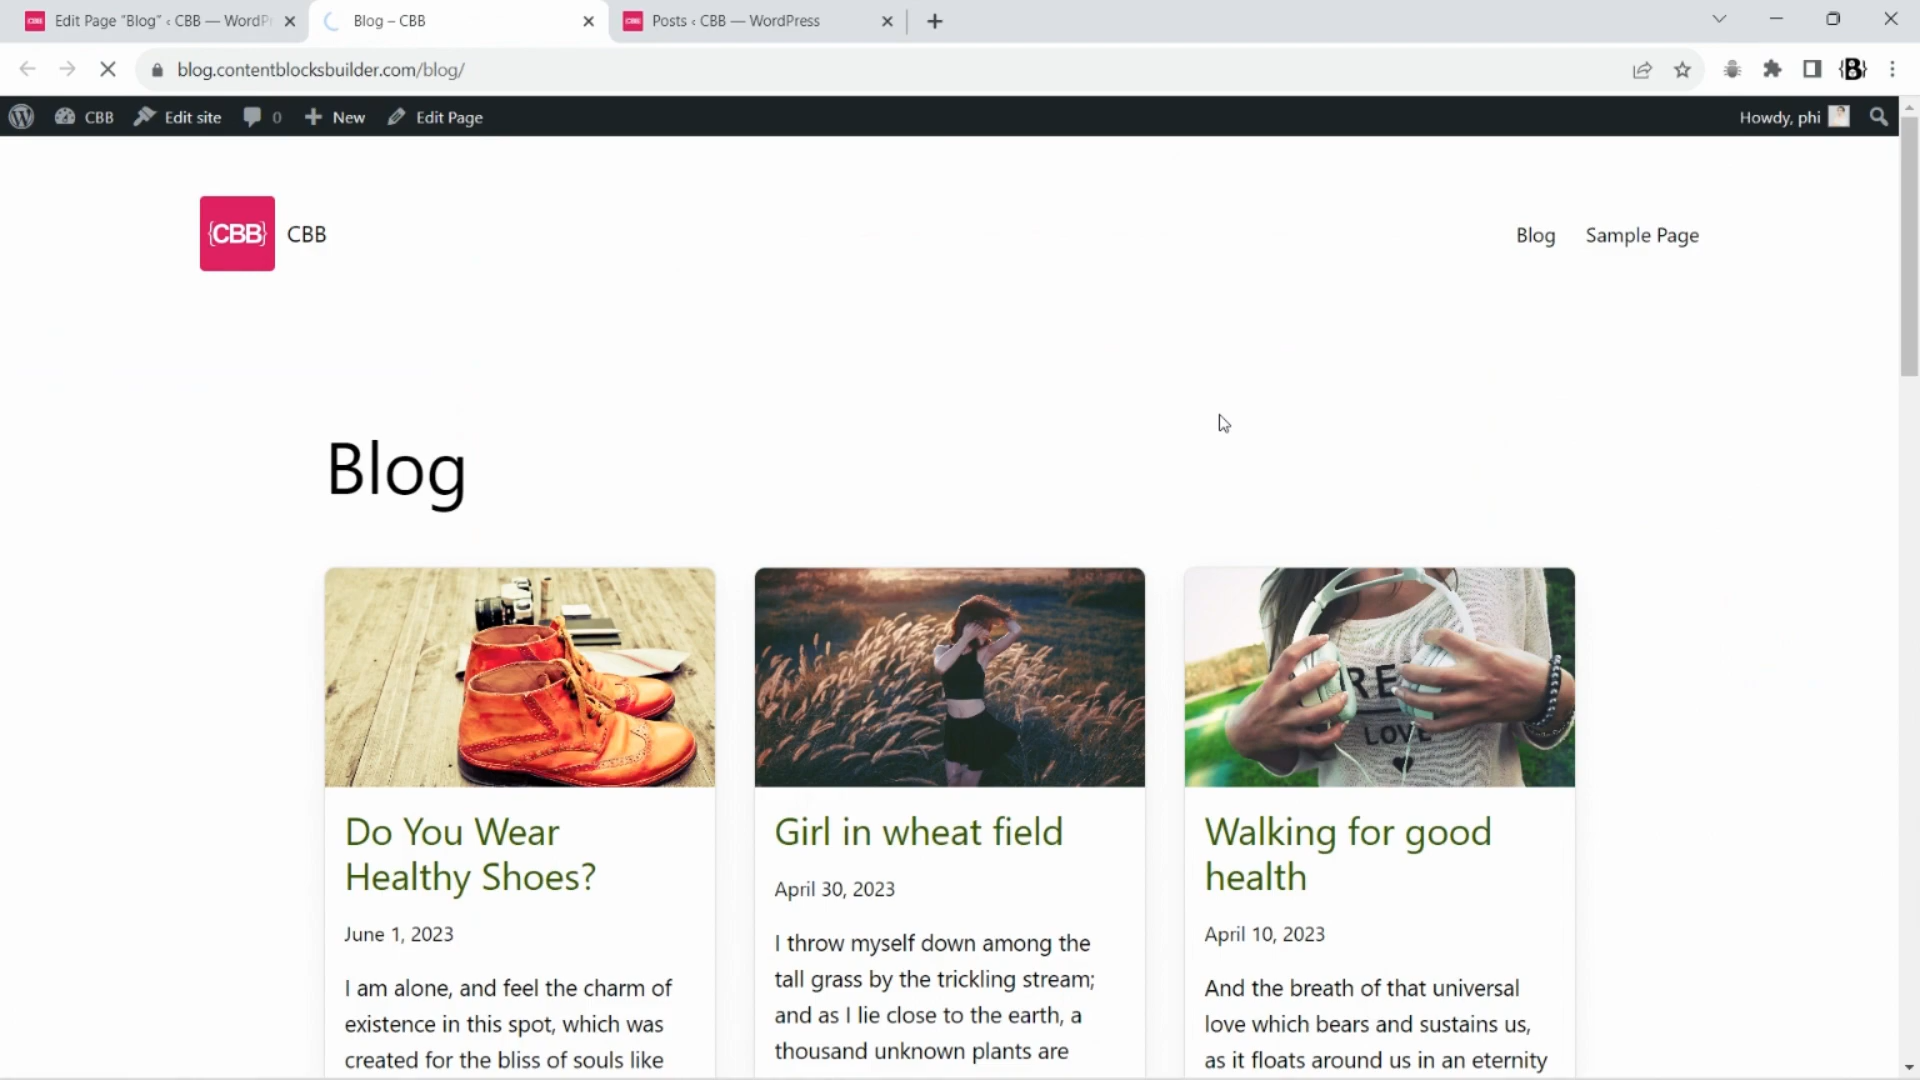 Edit Page "Blog" ‹ CBB — WordPr
Blog – CBB
Posts ‹ CBB — WordPress
blog.contentblocksbuilder.com/blog/
{B}
CBB
Edit site
0
New
Edit Page
Howdy, phi
{CBB}
CBB
Blog
Sample Page
Blog
RE
LOVE
Do You Wear
Healthy Shoes?
June 1, 2023
I am alone, and feel the charm of
existence in this spot, which was
created for the bliss of souls like
Girl in wheat field
April 30, 2023
I throw myself down among the
tall grass by the trickling stream;
and as I lie close to the earth, a
thousand unknown plants are
Walking for good
health
April 10, 2023
And the breath of that universal
love which bears and sustains us,
as it floats around us in an eternity